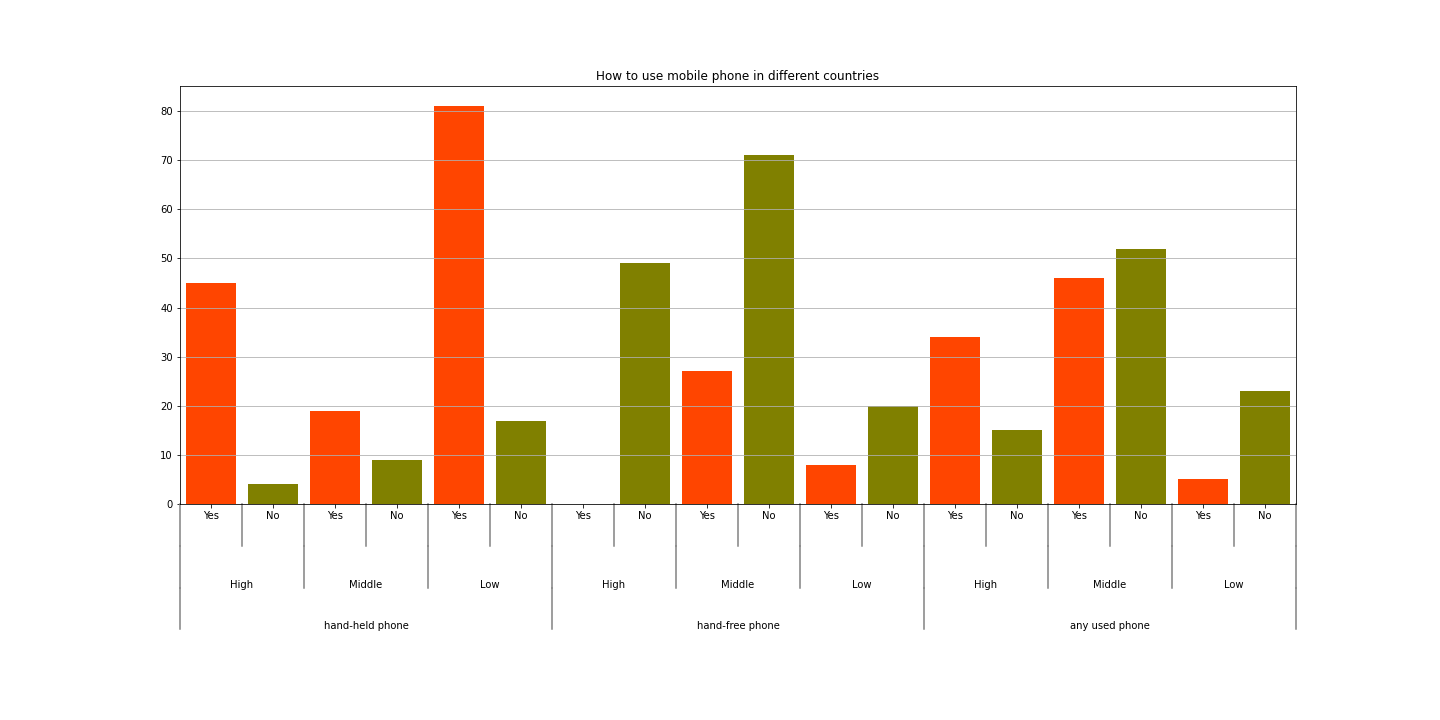 How to use mobile phone in different countries
80
70
60
50
40
30
20
10
0
Yes No Yes No Yes No Yes No Yes No Yes No Yes No Yes No Yes No
High Middle Low High Middle Low High Middle Low
hand-held phone hand-free phone any used phone